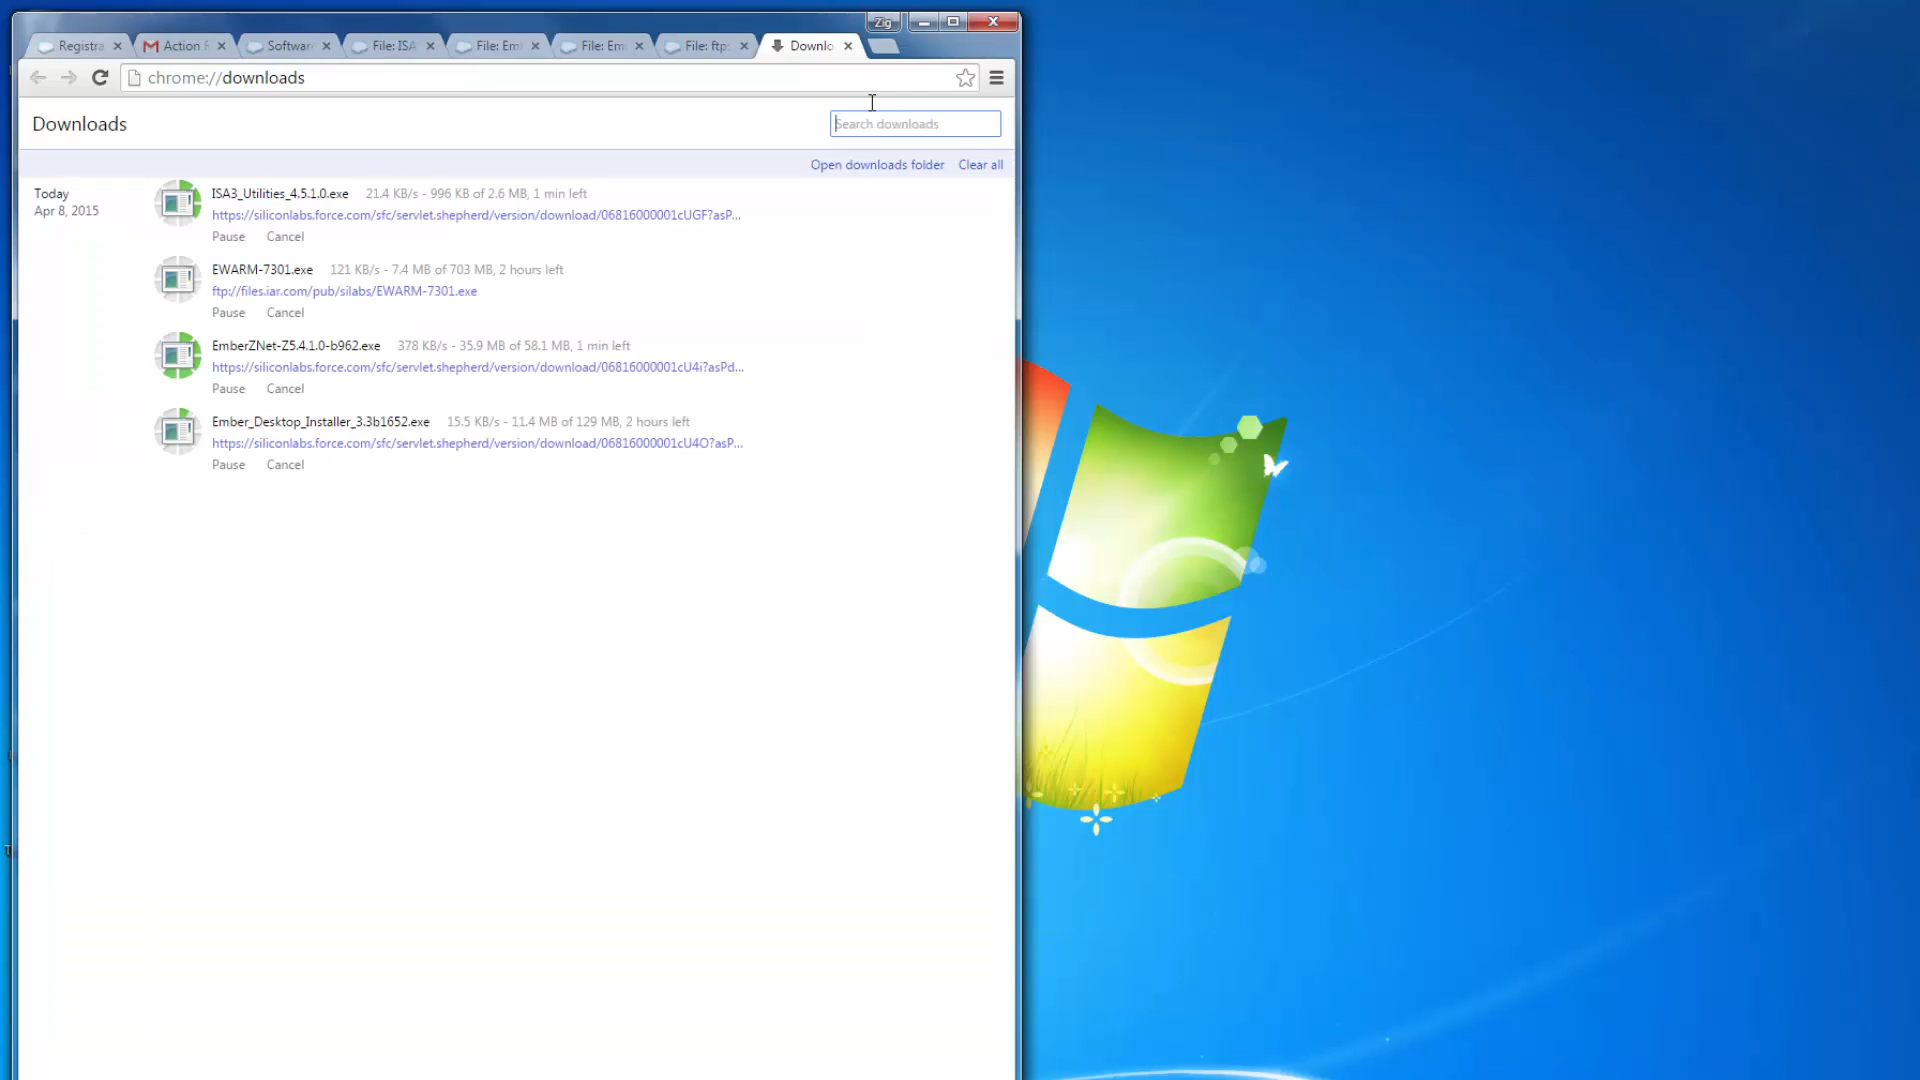 Zig
Registra
Action R
Software
File: ISA
File: Em
File: Em
File: ftp:
Downlo
chrome://downloads
Downloads
Search downloads
Open downloads folder Clear all
Today
Apr 8, 2015
ISA3_Utilities_4.5.1.0.exe 21.4 KB/s - 996 KB of 2.6 MB, 1 min left
https://siliconlabs.force.com/sfc/servlet.shepherd/version/download/06816000001cUGF?asP...
Pause Cancel
EWARM-7301.exe 121 KB/s - 7.4 MB of 703 MB, 2 hours left
ftp://files.iar.com/pub/silabs/EWARM-7301.exe
Pause Cancel
EmberZNet-Z5.4.1.0-b962.exe 378 KB/s - 35.9 MB of 58.1 MB, 1 min left
https://siliconlabs.force.com/sfc/servlet.shepherd/version/download/06816000001cU4i?asPd...
Pause Cancel
Ember_Desktop_Installer_3.3b1652.exe 15.5 KB/s - 11.4 MB of 129 MB, 2 hours left
https://siliconlabs.force.com/sfc/servlet.shepherd/version/download/06816000001cU4O?asP...
Pause Cancel